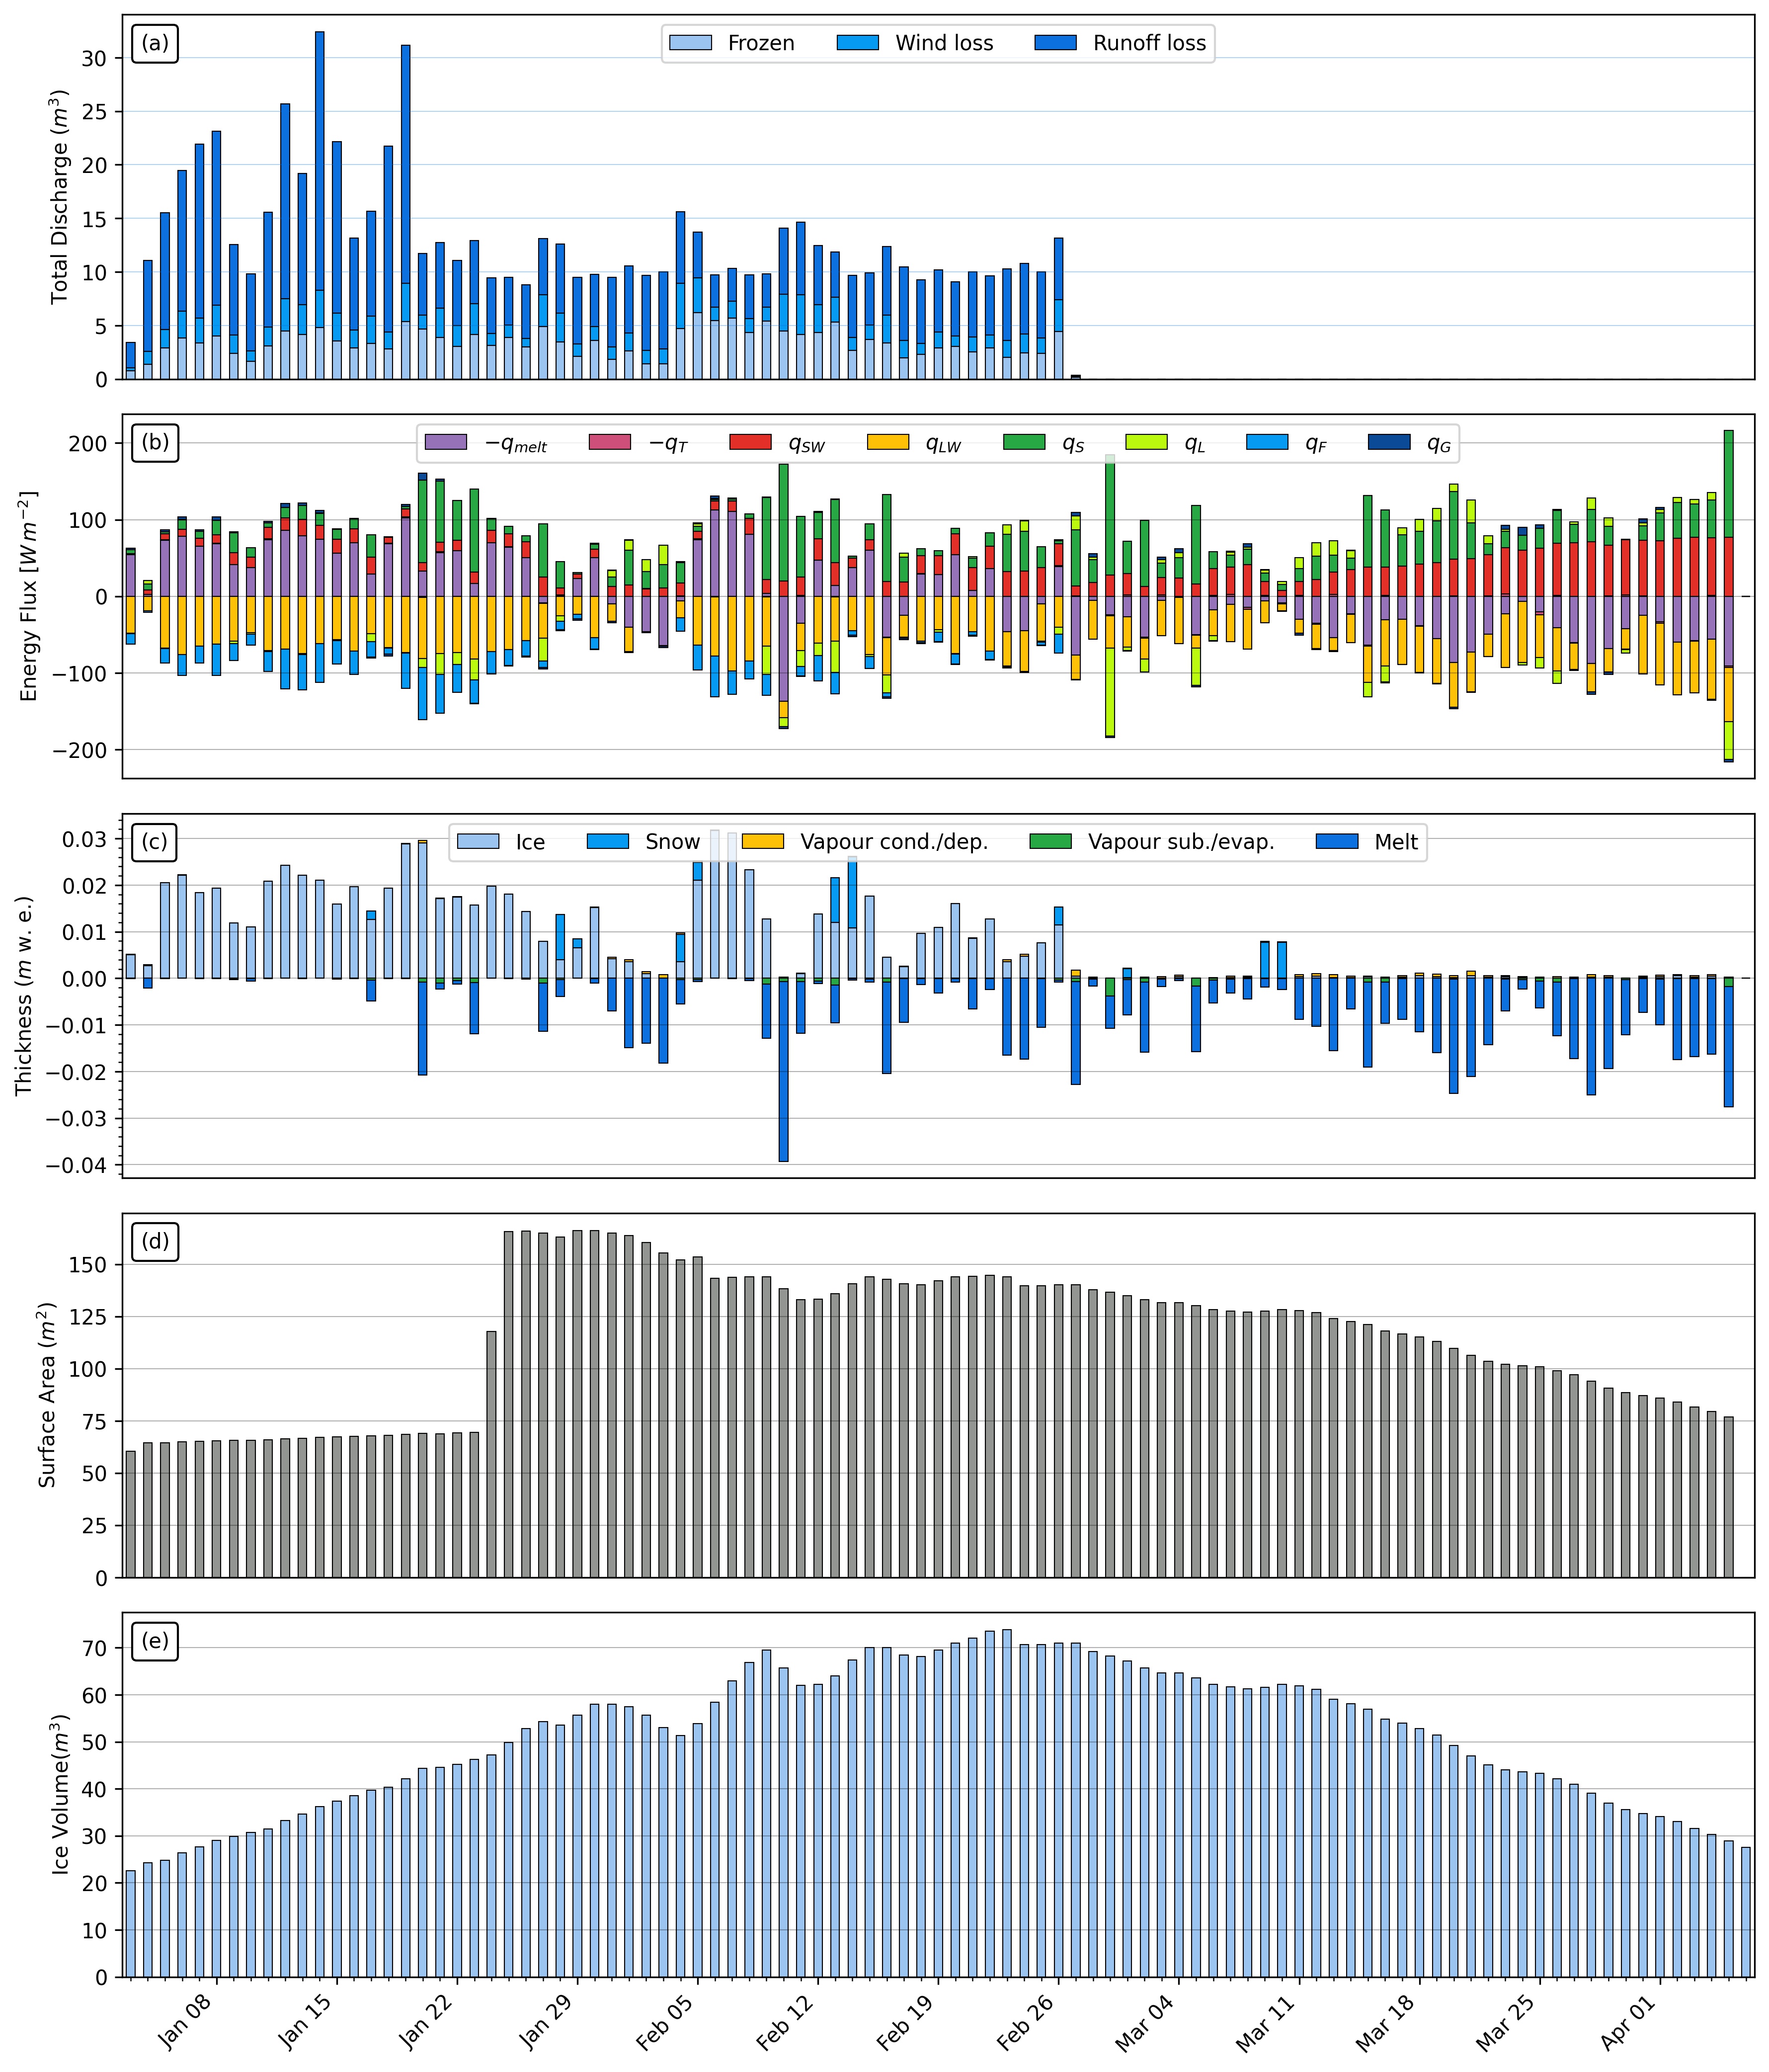 (a)
Frozen Wind loss Runoff loss
Total Discharge (m³)
30
25
20
15
10
5
0
(b)
−q_melt −q_T q_SW q_LW q_S q_L q_F q_G
Energy Flux [W m⁻²]
200
100
0
−100
−200
(c)
Ice Snow Vapour cond./dep. Vapour sub./evap. Melt
Thickness (m w. e.)
0.03
0.02
0.01
0.00
−0.01
−0.02
−0.03
−0.04
(d)
Surface Area (m²)
150
125
100
75
50
25
0
(e)
Ice Volume(m³)
70
60
50
40
30
20
10
0
Jan 08 Jan 15 Jan 22 Jan 29 Feb 05 Feb 12 Feb 19 Feb 26 Mar 04 Mar 11 Mar 18 Mar 25 Apr 01